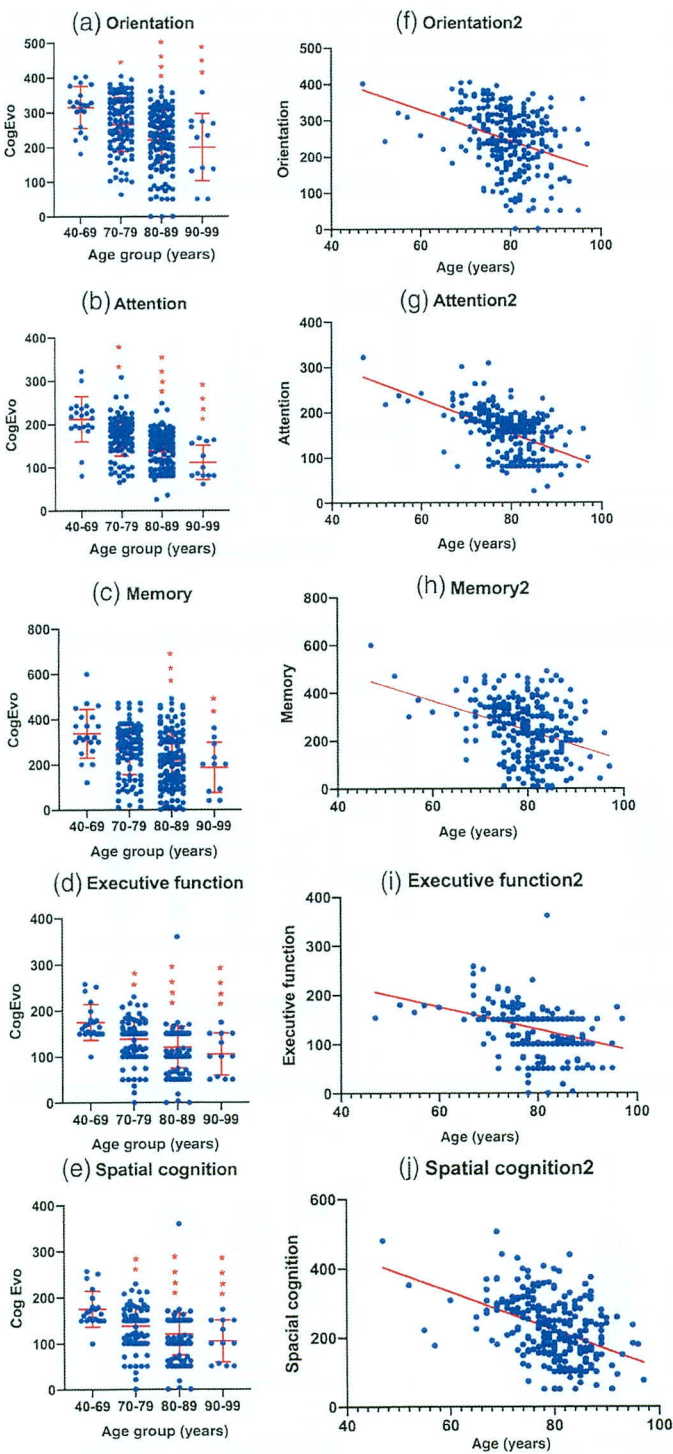 (a) Orientation
CogEvo
500
400
300
200
100
0
* * * * * * * *
40-69 70-79 80-89 90-99
Age group (years)
(f) Orientation2
Orientation
500
400
300
200
100
0
40 60 80 100
Age (years)
(b) Attention
CogEvo
400
300
200
100
0
* * * * * * * * * *
40-69 70-79 80-89 90-99
Age group (years)
(g) Attention2
Attention
400
300
200
100
0
40 60 80 100
Age (years)
(c) Memory
CogEvo
800
600
400
200
0
* * * * *
40-69 70-79 80-89 90-99
Age group (years)
(h) Memory2
Memory
800
600
400
200
0
40 60 80 100
Age (years)
(d) Executive function
CogEvo
400
300
200
100
0
* * * * * * * * * *
40-69 70-79 80-89 90-99
Age group (years)
(i) Executive function2
Executive function
400
300
200
100
0
40 60 80 100
Age (years)
(e) Spatial cognition
Cog Evo
400
300
200
100
0
* * * * * * * * * *
40-69 70-79 80-89 90-99
Age group (years)
(j) Spatial cognition2
Spacial cognition
600
400
200
0
40 60 80 100
Age (years)